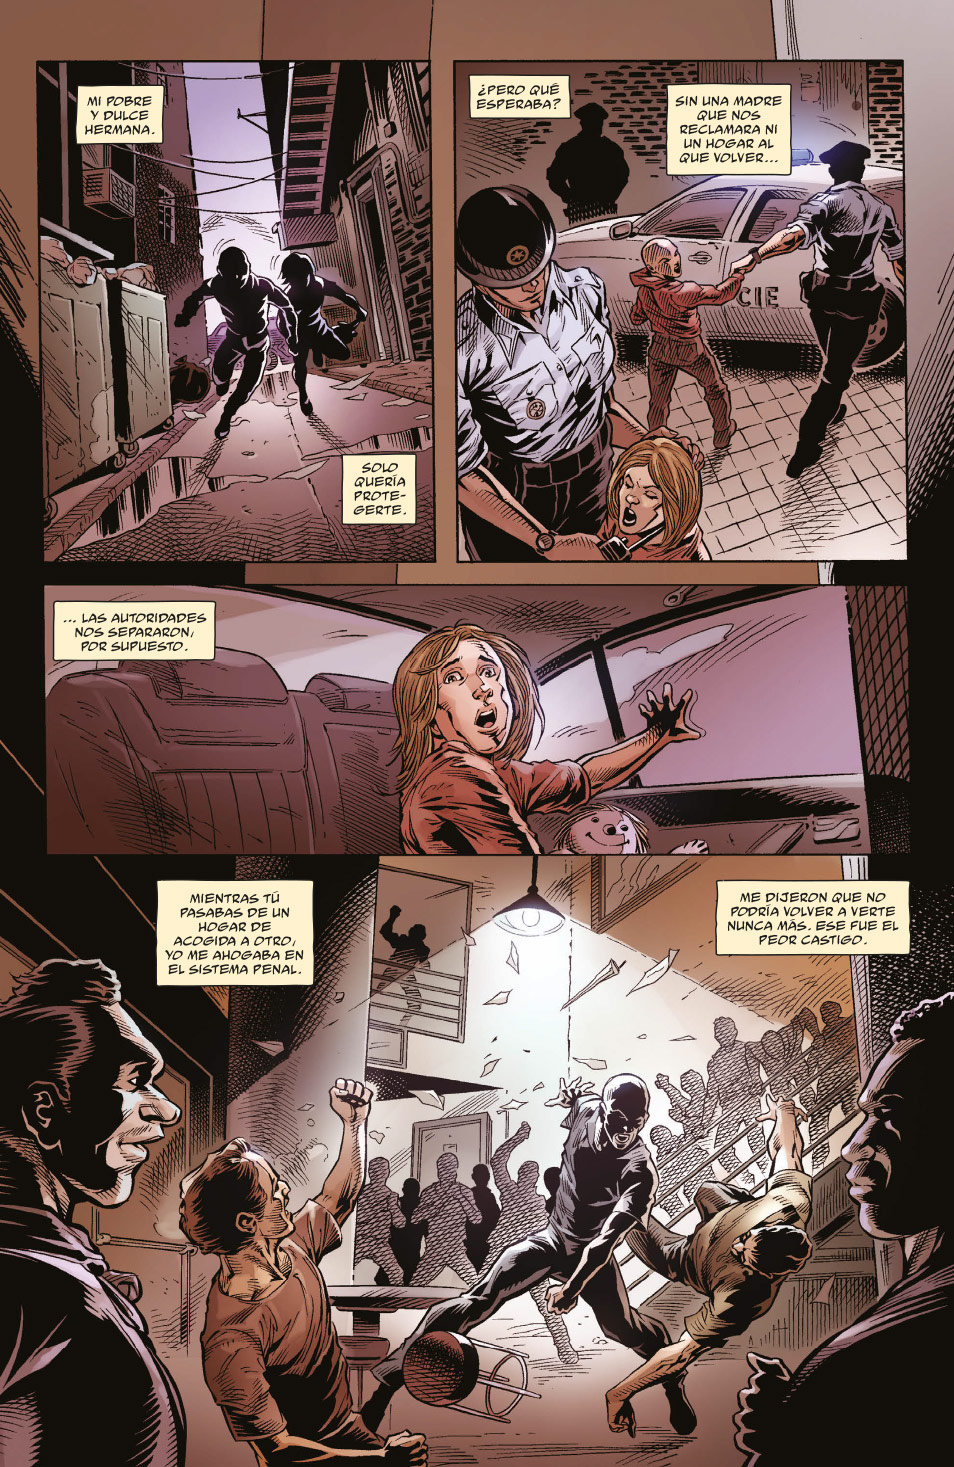 MI POBRE
Y DULCE
HERMANA.
SOLO
QUERÍA
PROTE-
GERTE.
¿PERO QUÉ
ESPERABA?
SIN UNA MADRE
QUE NOS
RECLAMARA NI
UN HOGAR AL
QUE VOLVER...
CIE
... LAS AUTORIDADES
NOS SEPARARON,
POR SUPUESTO.
MIENTRAS TÚ
PASABAS DE UN
HOGAR DE
ACOGIDA A OTRO,
YO ME AHOGABA EN
EL SISTEMA PENAL.
ME DIJERON QUE NO
PODRÍA VOLVER A VERTE
NUNCA MÁS. ESE FUE EL
PEOR CASTIGO.